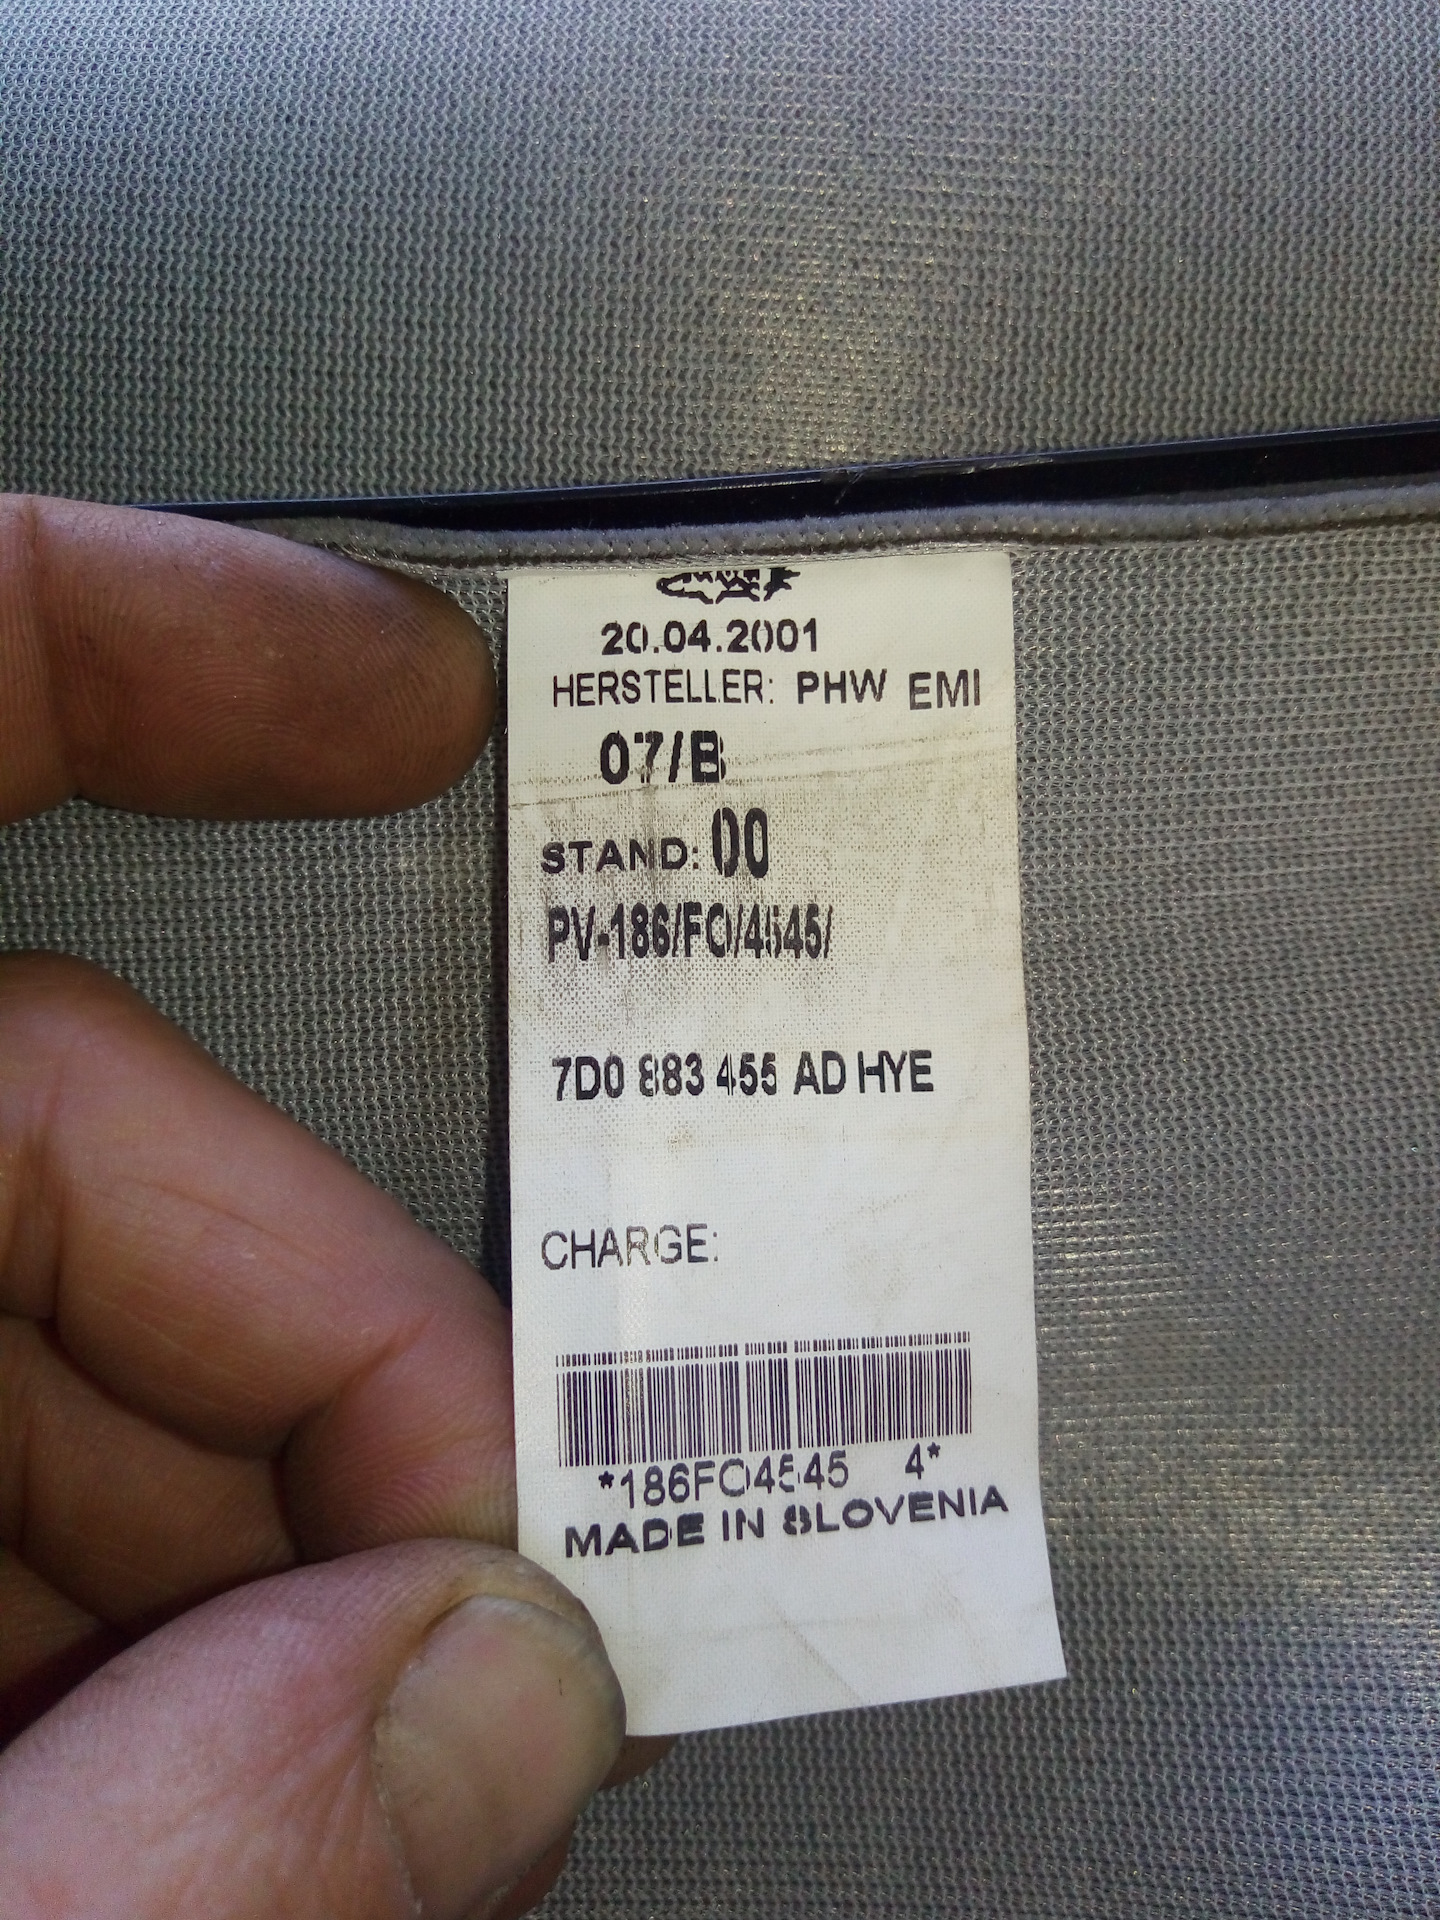 20.04.2001
HERSTELLER: PHW EMI
07/B
STAND: 00
PV-186/FO/4545/
7D0 883 455 AD HYE
CHARGE:
*186FO4545 4*
MADE IN SLOVENIA